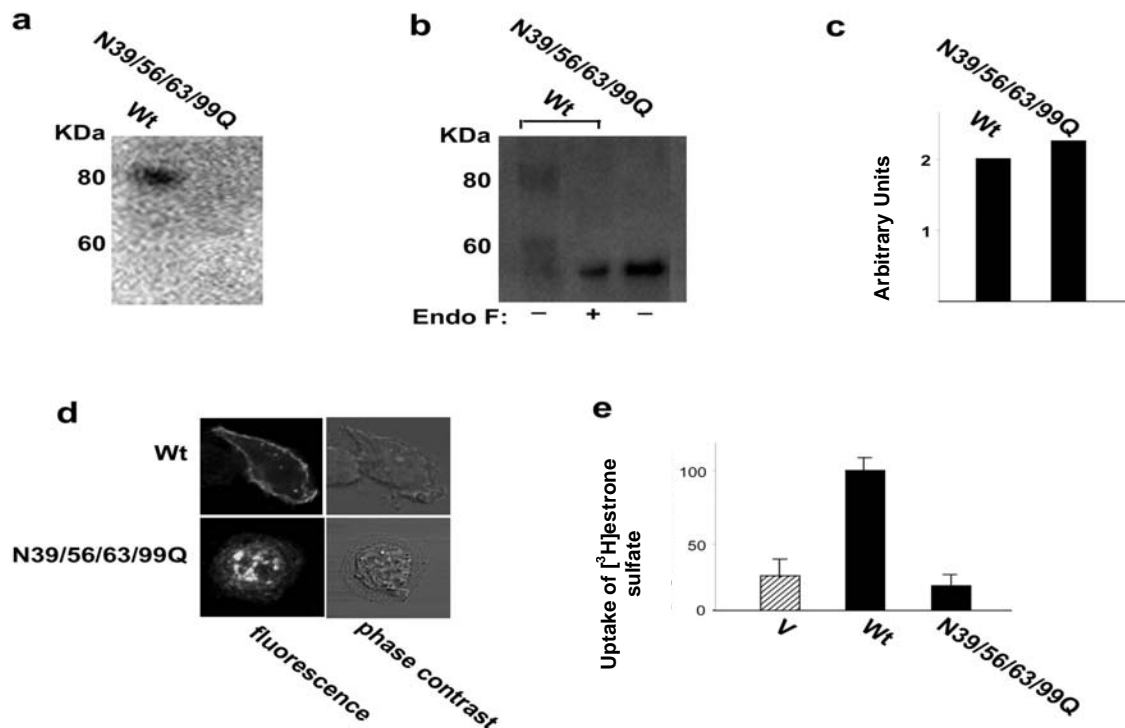 a
N39/56/63/99Q
Wt
KDa
80
60
b
N39/56/63/99Q
Wt
KDa
80
60
Endo F: – + –
c
N39/56/63/99Q
Wt
Arbitrary Units
2
1
d
Wt
N39/56/63/99Q
fluorescence
phase contrast
e
Uptake of [³H]estrone
sulfate
100
50
0
V
Wt
N39/56/63/99Q